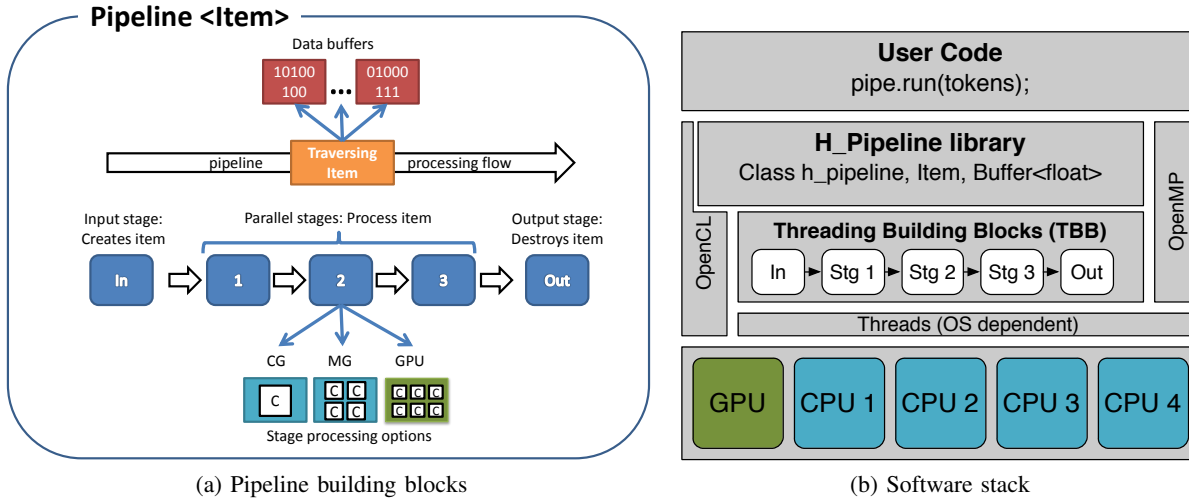 Pipeline <Item>
Data buffers
10100
100
...
01000
111
pipeline
Traversing
Item
processing flow
Input stage:
Creates item
Parallel stages: Process item
Output stage:
Destroys item
In
1
2
3
Out
CG
MG
GPU
C
C C
C C
C C C
C C C
Stage processing options
(a) Pipeline building blocks
User Code
pipe.run(tokens);
OpenCL
H_Pipeline library
Class h_pipeline, Item, Buffer<float>
OpenMP
Threading Building Blocks (TBB)
In
Stg 1
Stg 2
Stg 3
Out
Threads (OS dependent)
GPU
CPU 1
CPU 2
CPU 3
CPU 4
(b) Software stack